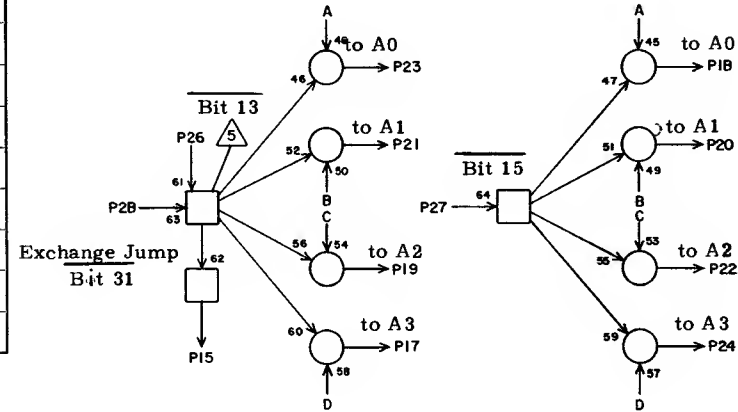 A
48 to A0
46
P23
Bit 13
5
P26
52
to A1
P21
50
61
P28
63
B
C
Exchange Jump
Bit 31
62
56
54
to A2
P19
P15
60
to A3
P17
58
D
A
45
to A0
47
P18
51
to A1
P20
49
Bit 15
P27
64
B
C
53
to A2
55
P22
to A3
59
P24
57
D